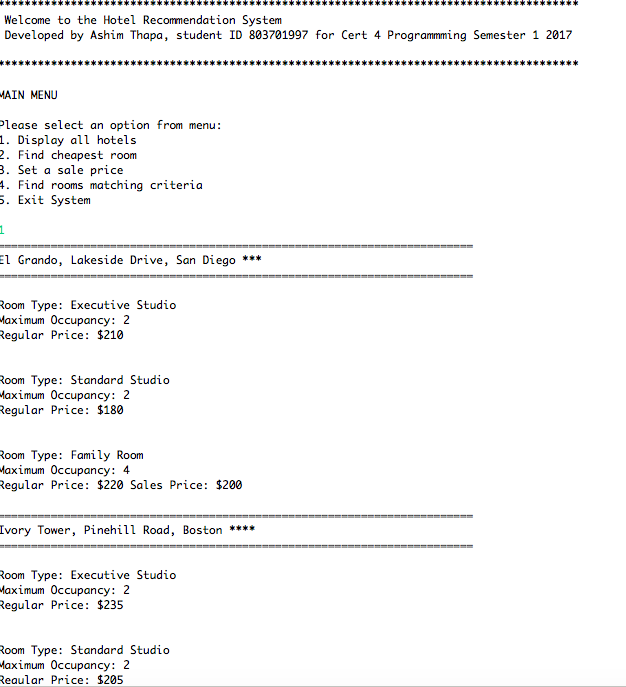 ******************************************************************************************
Welcome to the Hotel Recommendation System
Developed by Ashim Thapa, student ID 803701997 for Cert 4 Programmming Semester 1 2017
******************************************************************************************
MAIN MENU
Please select an option from menu:
1. Display all hotels
2. Find cheapest room
3. Set a sale price
4. Find rooms matching criteria
5. Exit System
1
========================================================================
El Grando, Lakeside Drive, San Diego ***
========================================================================
Room Type: Executive Studio
Maximum Occupancy: 2
Regular Price: $210
Room Type: Standard Studio
Maximum Occupancy: 2
Regular Price: $180
Room Type: Family Room
Maximum Occupancy: 4
Regular Price: $220 Sales Price: $200
========================================================================
Ivory Tower, Pinehill Road, Boston ****
========================================================================
Room Type: Executive Studio
Maximum Occupancy: 2
Regular Price: $235
Room Type: Standard Studio
Maximum Occupancy: 2
Regular Price: $205